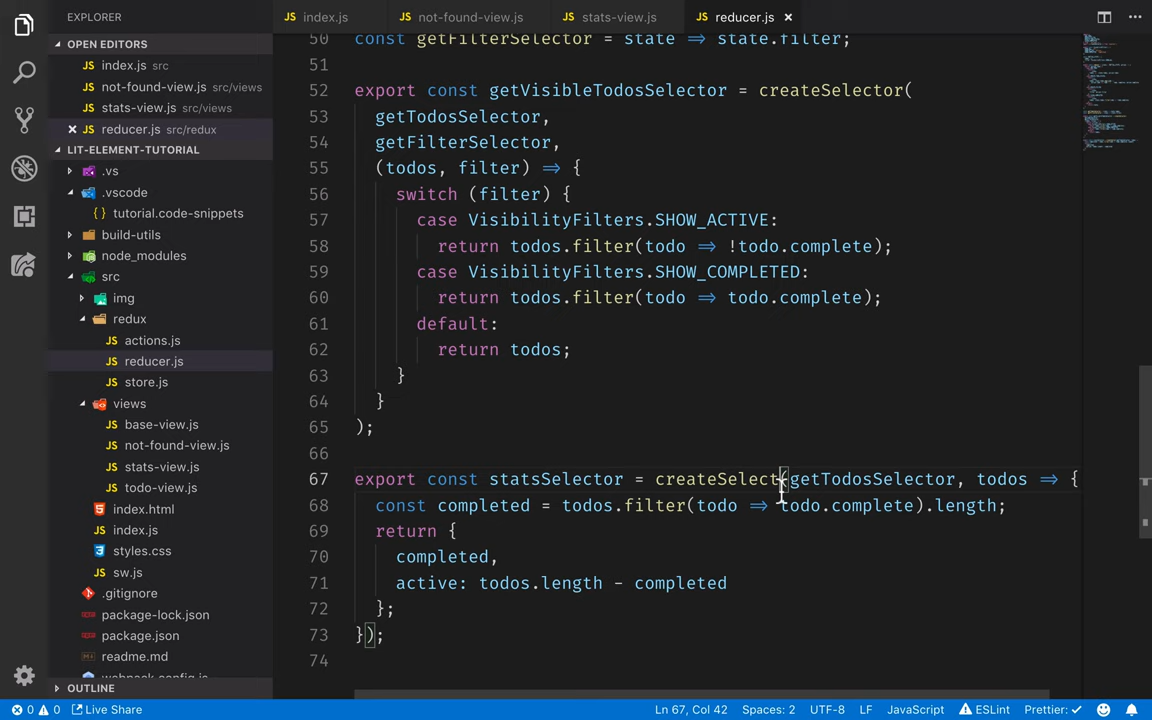 EXPLORER
OPEN EDITORS
JS index.js src
JS not-found-view.js src/views
JS stats-view.js src/views
JS reducer.js src/redux
LIT-ELEMENT-TUTORIAL
.vs
.vscode
{} tutorial.code-snippets
build-utils
node_modules
src
img
redux
JS actions.js
JS reducer.js
JS store.js
views
JS base-view.js
JS not-found-view.js
JS stats-view.js
JS todo-view.js
index.html
JS index.js
styles.css
JS sw.js
.gitignore
package-lock.json
package.json
readme.md
webpack.config.js
OUTLINE
JS index.js JS not-found-view.js JS stats-view.js JS reducer.js
50 const getFilterSelector = state => state.filter;
51
52 export const getVisibleTodosSelector = createSelector(
53 getTodosSelector,
54 getFilterSelector,
55 (todos, filter) => {
56 switch (filter) {
57 case VisibilityFilters.SHOW_ACTIVE:
58 return todos.filter(todo => !todo.complete);
59 case VisibilityFilters.SHOW_COMPLETED:
60 return todos.filter(todo => todo.complete);
61 default:
62 return todos;
63 }
64 }
65 );
66
67 export const statsSelector = createSelect(getTodosSelector, todos => {
68 const completed = todos.filter(todo => todo.complete).length;
69 return {
70 completed,
71 active: todos.length - completed
72 };
73 });
74
0 0 Live Share Ln 67, Col 42 Spaces: 2 UTF-8 LF JavaScript ESLint Prettier: ✓